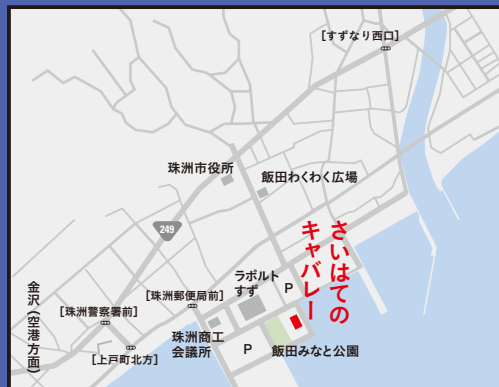 [すずなり西口]
珠洲市役所
飯田わくわく広場
249
さいはての
キャバレー
金沢(空港方面)
ラポルト
すず
P
[珠洲郵便局前]
[珠洲警察署前]
珠洲商工
会議所
P
飯田みなと公園
[上戸町北方]